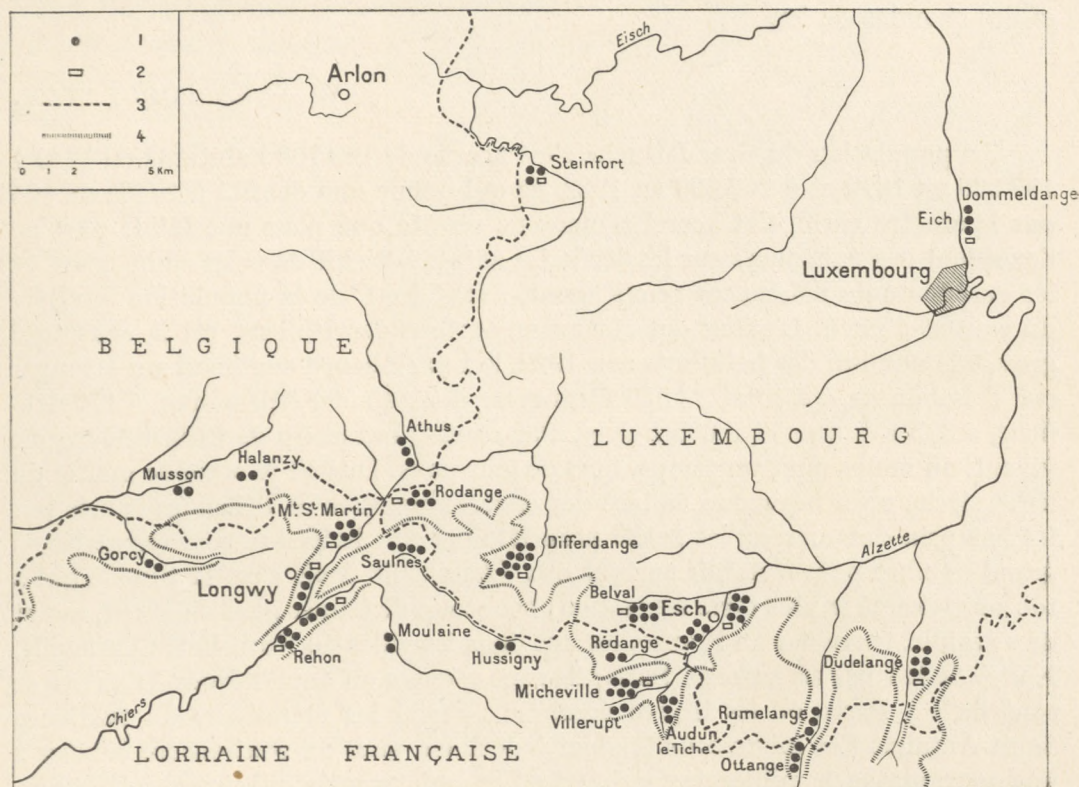 1
2
3
4
0 1 2 5 Km
Arlon
Eisch
Steinfort
Dommeldange
Eich
Luxembourg
BELGIQUE
LUXEMBOURG
Athus
Halanzy
Musson
Rodange
Mt. St. Martin
Gorcy
Saulnes
Differdange
Alzette
Longwy
Belval
Esch
Moulaine
Rédange
Rehon
Hussigny
Dudelange
Micheville
Chiers
Villerupt
Rumelange
Audun
le-Tiche
LORRAINE FRANÇAISE
Ottange